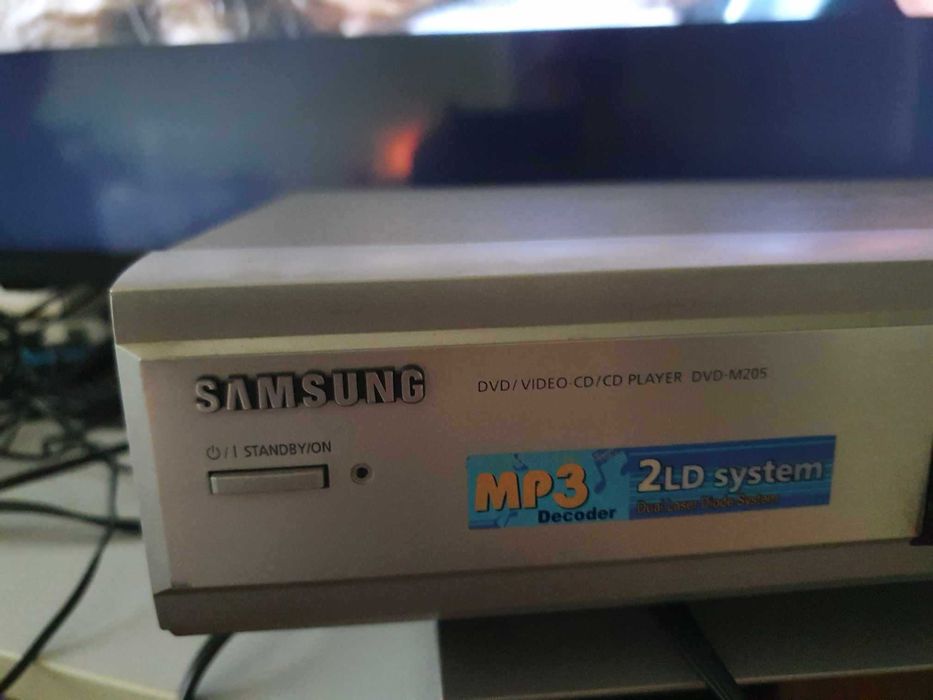 SAMSUNG
DVD/VIDEO-CD/CD PLAYER DVD-M205
⏻/I STANDBY/ON
MP3
Decoder
2LD system
Dual Laser Diode System